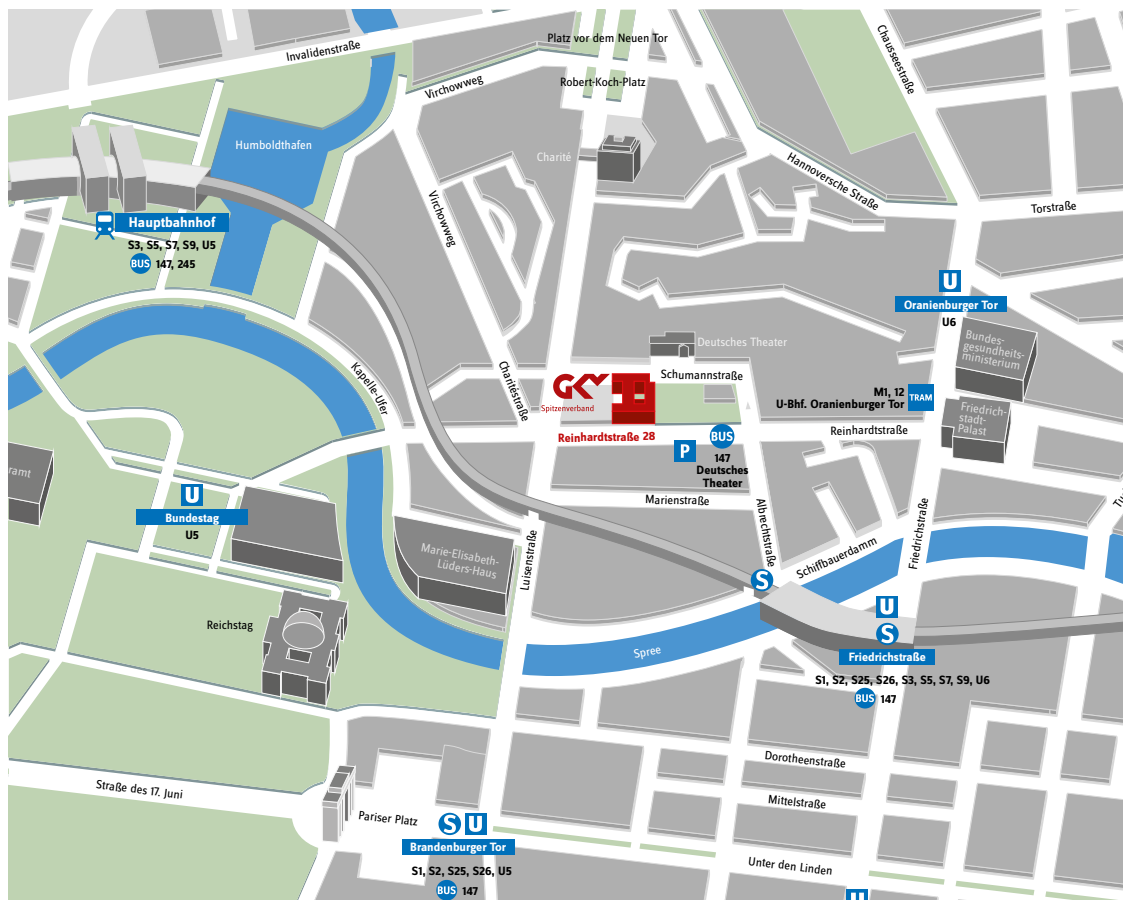 Invalidenstraße
Platz vor dem Neuen Tor
Chausseestraße
Virchowweg
Robert-Koch-Platz
Humboldthafen
Charité
Hannoversche Straße
Virchowweg
Torstraße
Hauptbahnhof
S3, S5, S7, S9, U5
BUS 147, 245
U
Oranienburger Tor
U6
Bundes-
gesundheits-
ministerium
Deutsches Theater
Schumannstraße
Kapelle-Ufer
Charitéstraße
GKV
Spitzenverband
M1, 12
U-Bhf. Oranienburger Tor
TRAM
Friedrich-
stadt-
Palast
Reinhardtstraße 28
P
BUS
147
Deutsches
Theater
Reinhardtstraße
ramt
U
Bundestag
U5
Marienstraße
Albrechtstraße
Friedrichstraße
Luisenstraße
Schiffbauerdamm
Marie-Elisabeth-
Lüders-Haus
S
U
S
Reichstag
Spree
Friedrichstraße
S1, S2, S25, S26, S3, S5, S7, S9, U6
BUS 147
Dorotheenstraße
Straße des 17. Juni
Mittelstraße
Pariser Platz
S U
Brandenburger Tor
S1, S2, S25, S26, U5
BUS 147
Unter den Linden
U